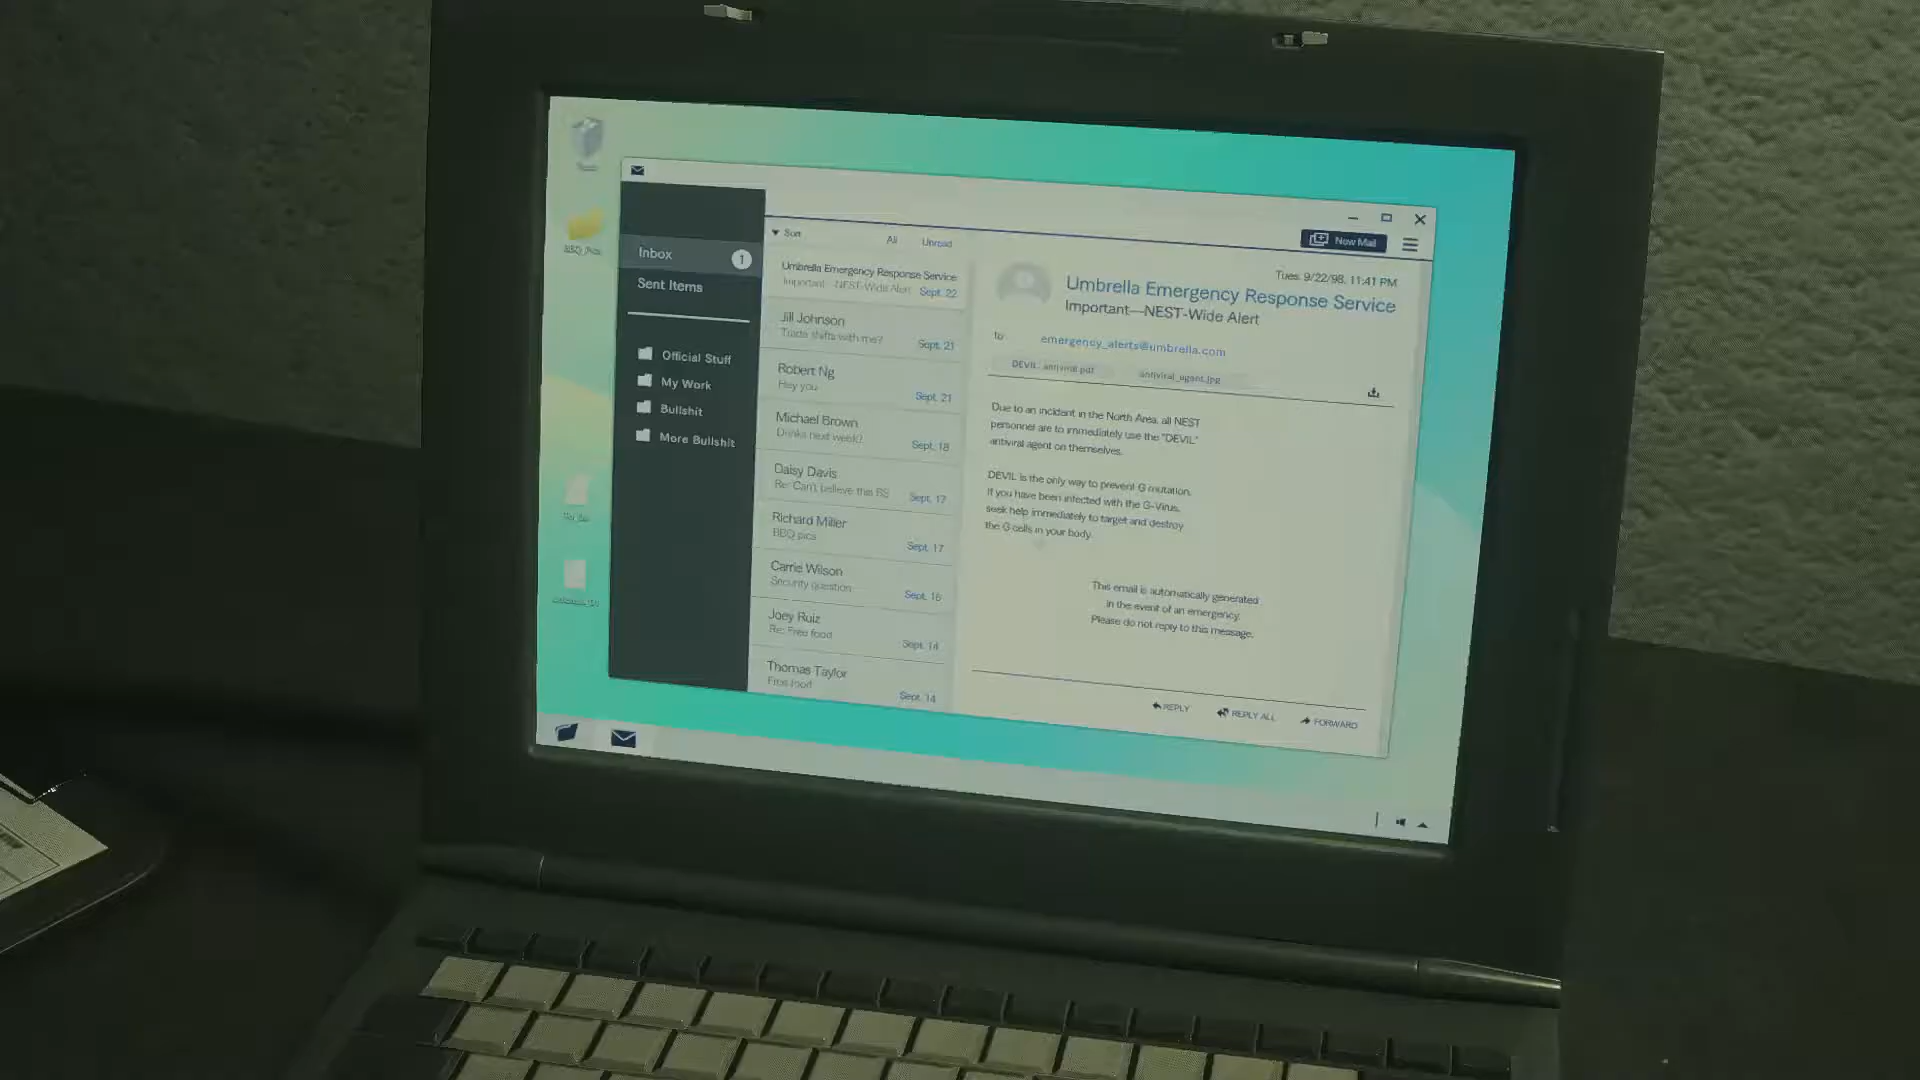 Inbox
1
Sent Items
Official Stuff
My Work
Bullshit
More Bullshit
Sort
All
Unread
Umbrella Emergency Response Service
Important—NEST-Wide Alert
Sept. 22
Jill Johnson
Trade shifts with me?
Sept. 21
Robert Ng
Hey you
Sept. 21
Michael Brown
Drinks next week?
Sept. 18
Daisy Davis
Re: Can't believe this BS
Sept. 17
Richard Miller
BBQ pics
Sept. 17
Carrie Wilson
Security question
Sept. 16
Joey Ruiz
Re: Free food
Sept. 14
Thomas Taylor
Free food
Sept. 14
New Mail
Tues. 9/22/98, 11:41 PM
Umbrella Emergency Response Service
Important—NEST-Wide Alert
to
emergency_alerts@umbrella.com
DEVIL: antiviral.pdf
antiviral_agent.jpg
Due to an incident in the North Area, all NEST
personnel are to immediately use the "DEVIL"
antiviral agent on themselves.
DEVIL is the only way to prevent G mutation.
If you have been infected with the G-Virus,
seek help immediately to target and destroy
the G cells in your body.
This email is automatically generated
in the event of an emergency.
Please do not reply to this message.
REPLY
REPLY ALL
FORWARD